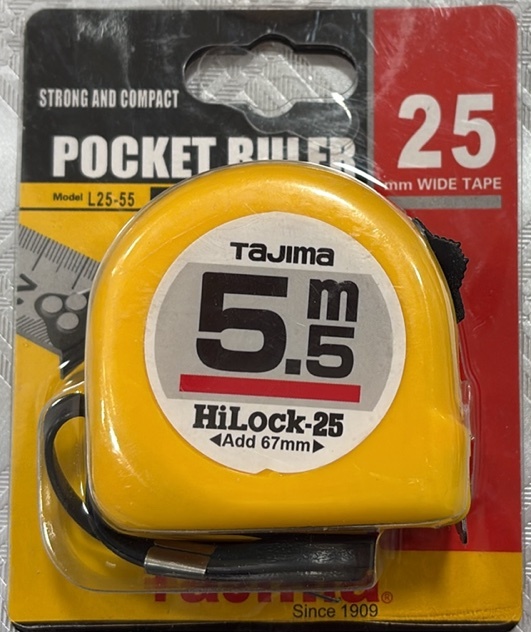 STRONG AND COMPACT
POCKET RULER
25
mm WIDE TAPE
Model L25-55
TAJIMA
5.5 m
HiLock-25
◀Add 67mm▶
Since 1909